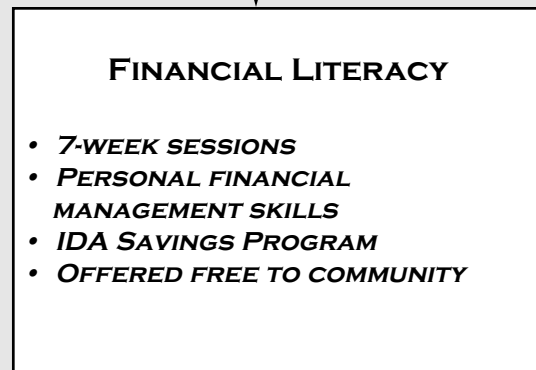 Financial Literacy
• 7-week sessions
• Personal financial
management skills
• IDA Savings Program
• Offered free to community